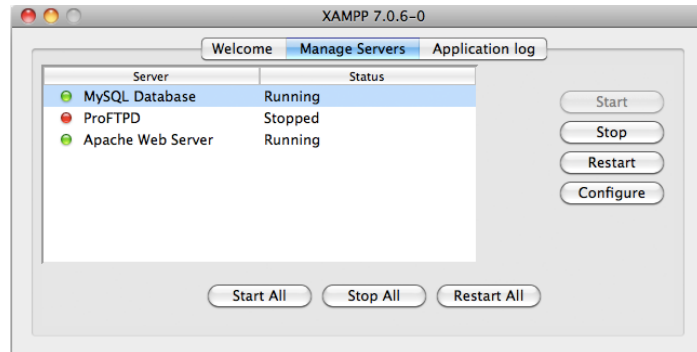 XAMPP 7.0.6-0
Welcome Manage Servers Application log
Server Status
MySQL Database Running
ProFTPD Stopped
Apache Web Server Running
Start
Stop
Restart
Configure
Start All Stop All Restart All